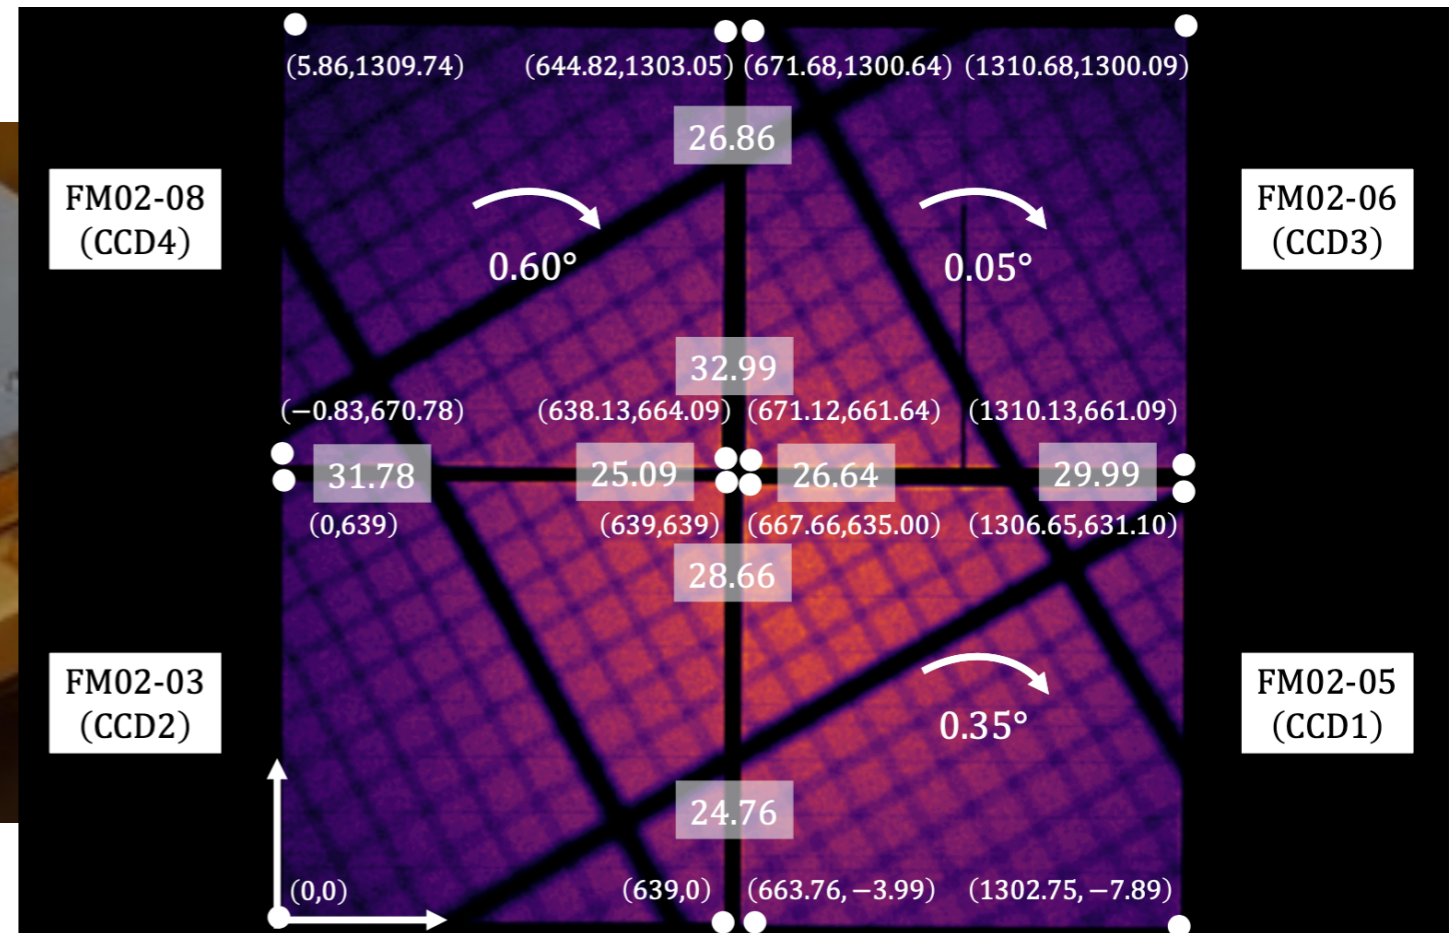 (5.86,1309.74) (644.82,1303.05) (671.68,1300.64) (1310.68,1300.09)
26.86
FM02-08
(CCD4)
FM02-06
(CCD3)
0.60°
0.05°
32.99
(−0.83,670.78) (638.13,664.09) (671.12,661.64) (1310.13,661.09)
31.78 25.09 26.64 29.99
(0,639) (639,639) (667.66,635.00) (1306.65,631.10)
28.66
FM02-03
(CCD2)
FM02-05
(CCD1)
0.35°
24.76
(0,0) (639,0) (663.76, −3.99) (1302.75, −7.89)